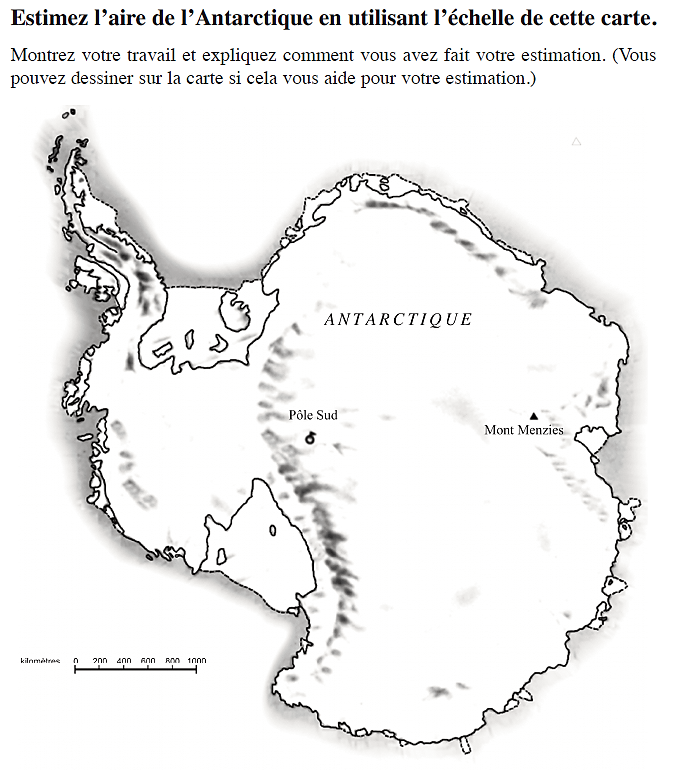 Estimez l’aire de l’Antarctique en utilisant l’échelle de cette carte.
Montrez votre travail et expliquez comment vous avez fait votre estimation. (Vous
pouvez dessiner sur la carte si cela vous aide pour votre estimation.)
ANTARCTIQUE
Pôle Sud
Mont Menzies
kilomètres 0 200 400 600 800 1000